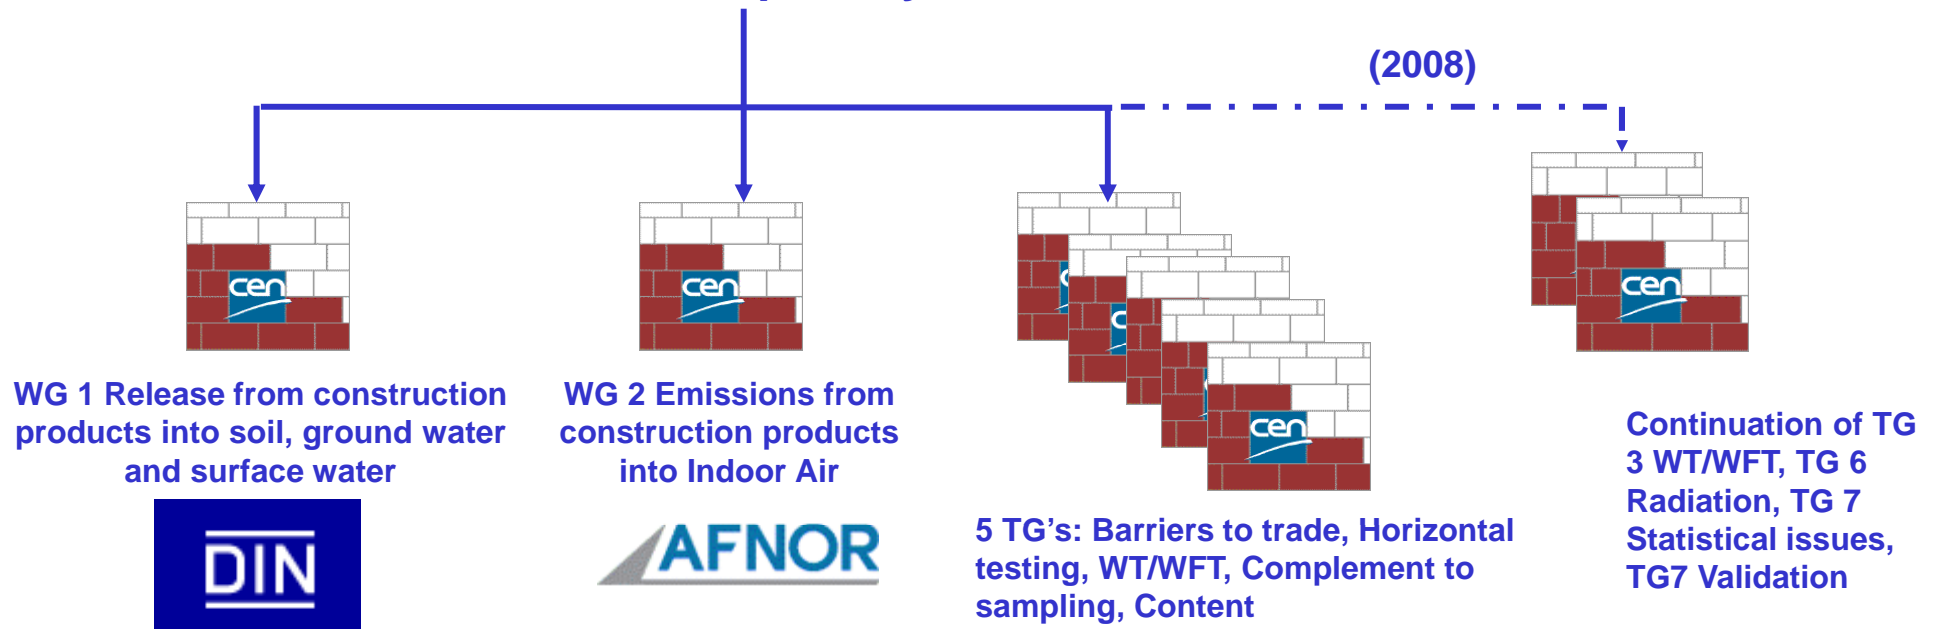 (2008)
cen
cen
cen
cen
WG 1 Release from construction
products into soil, ground water
and surface water
WG 2 Emissions from
construction products
into Indoor Air
5 TG’s: Barriers to trade, Horizontal
testing, WT/WFT, Complement to
sampling, Content
Continuation of TG
3 WT/WFT, TG 6
Radiation, TG 7
Statistical issues,
TG7 Validation
DIN
AFNOR